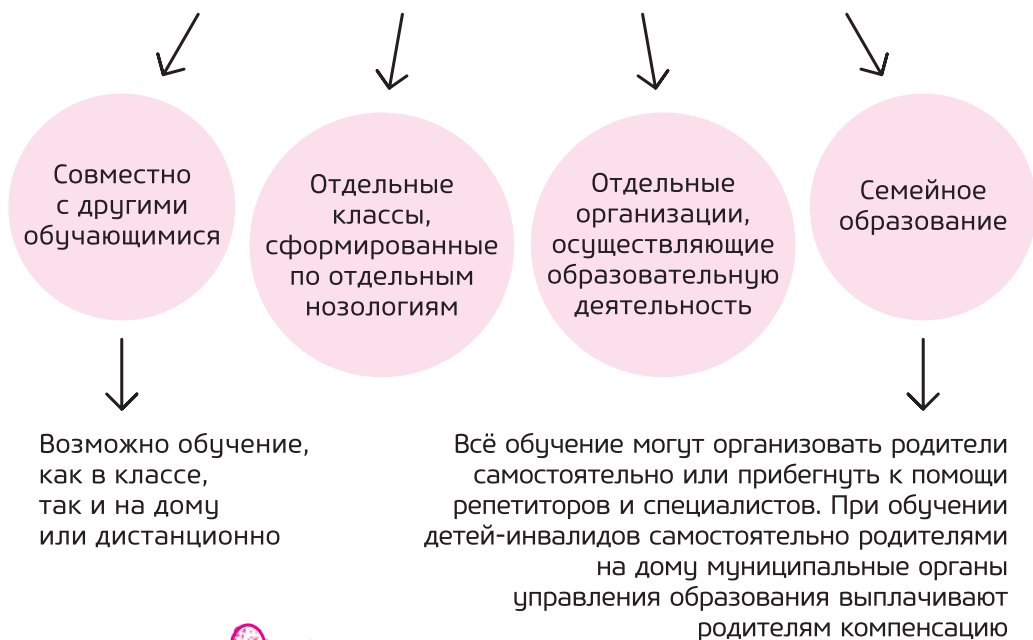 Совместно
с другими
обучающимися
Отдельные
классы,
сформированные
по отдельным
нозологиям
Отдельные
организации,
осуществляющие
образовательную
деятельность
Семейное
образование
Возможно обучение,
как в классе,
так и на дому
или дистанционно
Всё обучение могут организовать родители
самостоятельно или прибегнуть к помощи
репетиторов и специалистов. При обучении
детей-инвалидов самостоятельно родителями
на дому муниципальные органы
управления образования выплачивают
родителям компенсацию